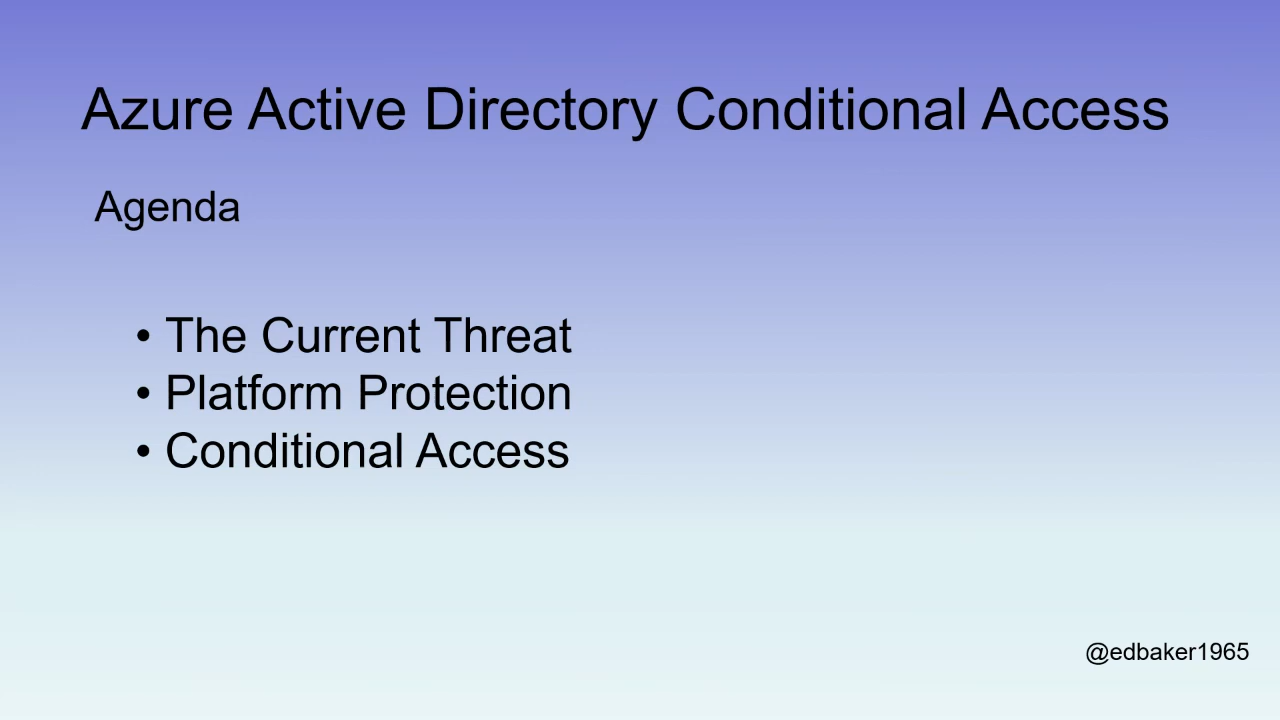 Azure Active Directory Conditional Access
Agenda
• The Current Threat
• Platform Protection
• Conditional Access
@edbaker1965